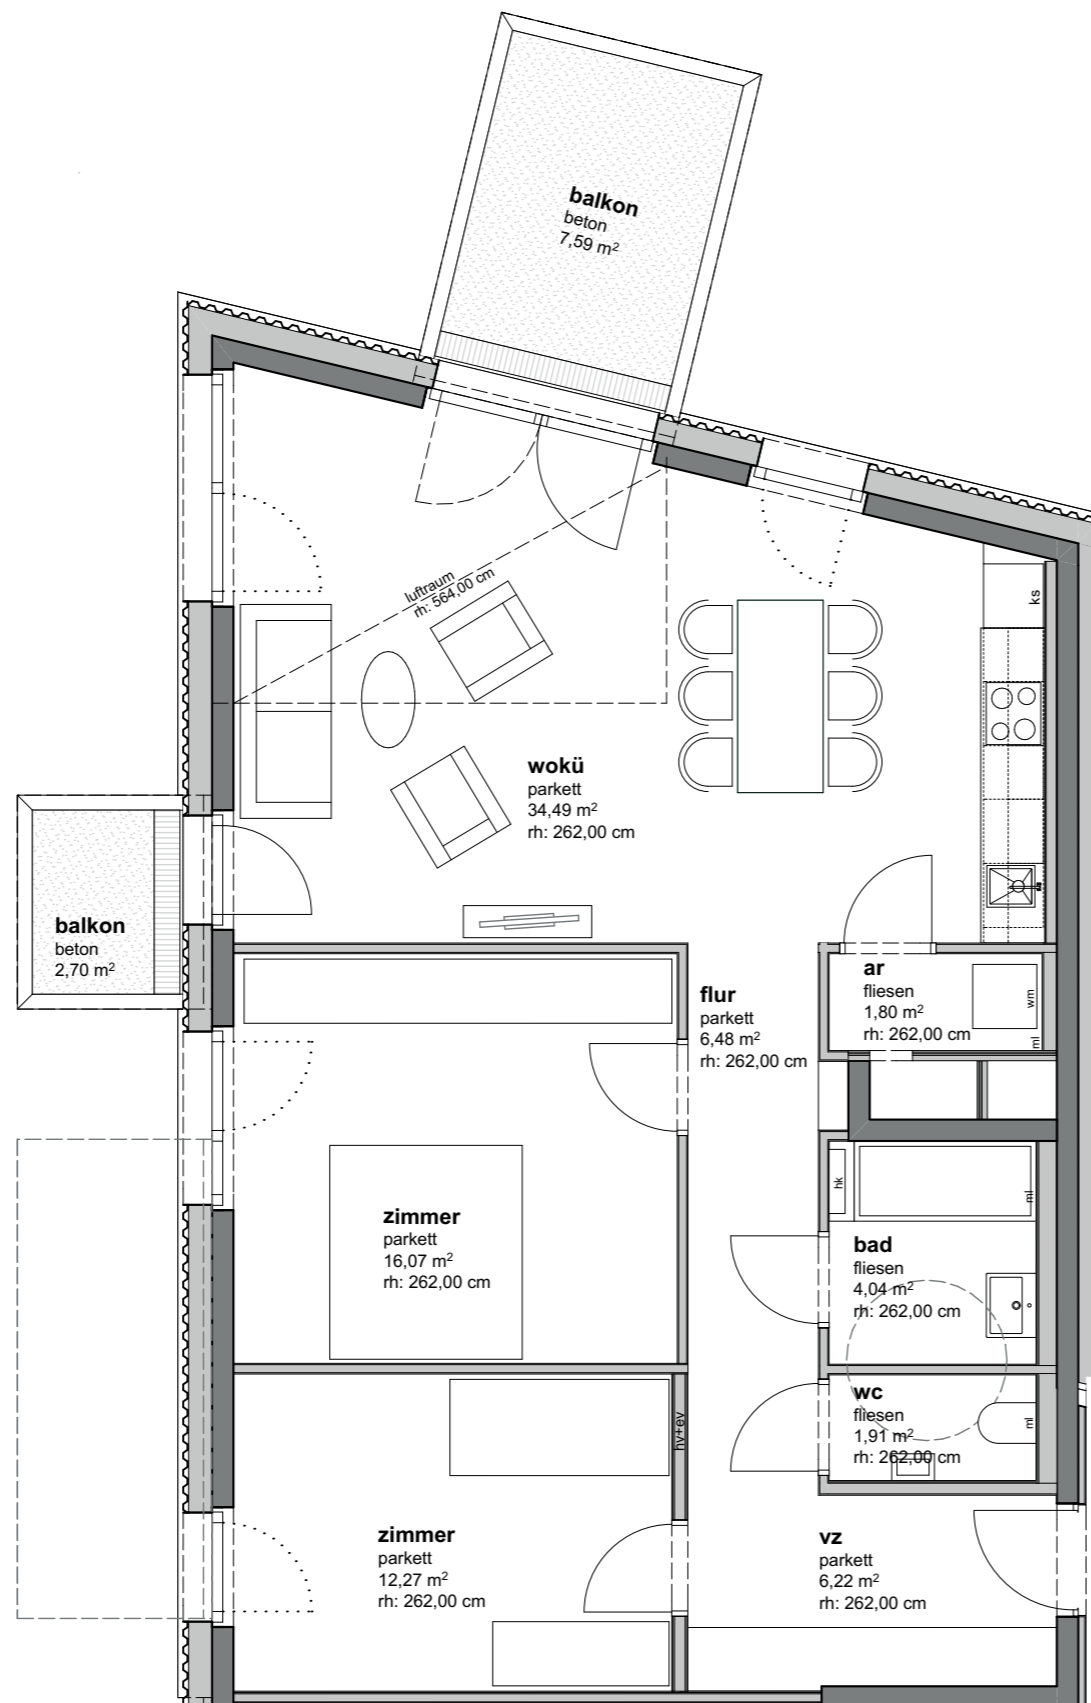 balkon
beton
7,59 m²
luftraum
rh: 564,00 cm
ks
wokü
parkett
34,49 m²
rh: 262,00 cm
balkon
beton
2,70 m²
flur
parkett
6,48 m²
rh: 262,00 cm
ar
fliesen
1,80 m²
rh: 262,00 cm
wm
ml
zimmer
parkett
16,07 m²
rh: 262,00 cm
hk
ml
bad
fliesen
4,04 m²
rh: 262,00 cm
wc
fliesen
1,91 m²
rh: 262,00 cm
ml
hv+ev
zimmer
parkett
12,27 m²
rh: 262,00 cm
vz
parkett
6,22 m²
rh: 262,00 cm